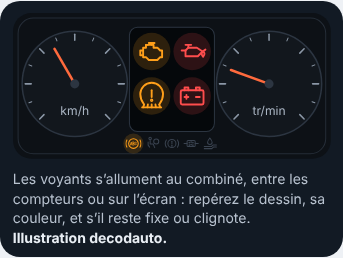 km/h
tr/min
Les voyants s’allument au combiné, entre les
compteurs ou sur l’écran : repérez le dessin, sa
couleur, et s’il reste fixe ou clignote.
Illustration decodauto.